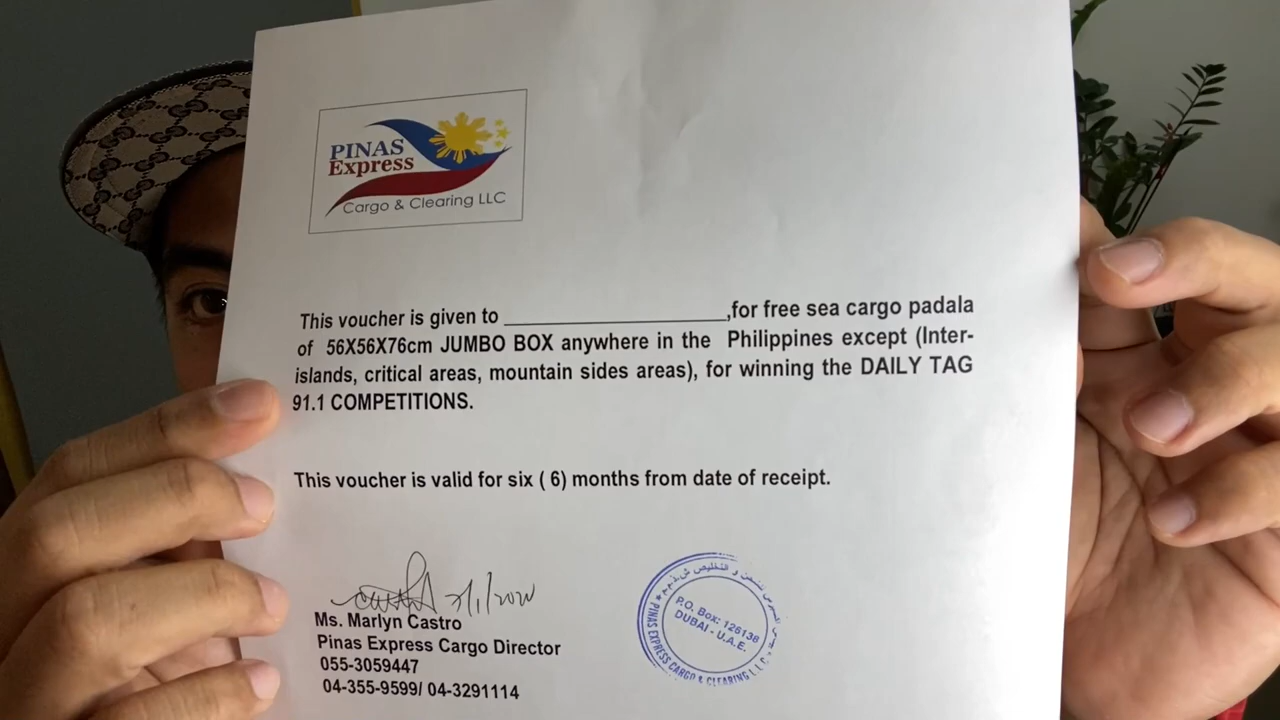 PINAS
Express
Cargo & Clearing LLC
This voucher is given to ____________________,for free sea cargo padala
of 56X56X76cm JUMBO BOX anywhere in the Philippines except (Inter-
islands, critical areas, mountain sides areas), for winning the DAILY TAG
91.1 COMPETITIONS.
This voucher is valid for six ( 6) months from date of receipt.
Ms. Marlyn Castro
Pinas Express Cargo Director
055-3059447
04-355-9599/ 04-3291114
P.O. Box: 126138
DUBAI - U.A.E.
PINAS EXPRESS CARGO & CLEARING L.L.C.